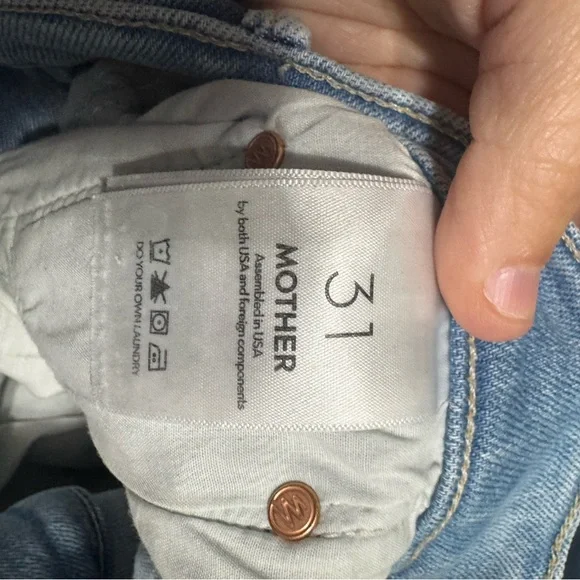 31
MOTHER
Assembled in USA
by both USA and foreign components
DO YOUR OWN LAUNDRY
M
M